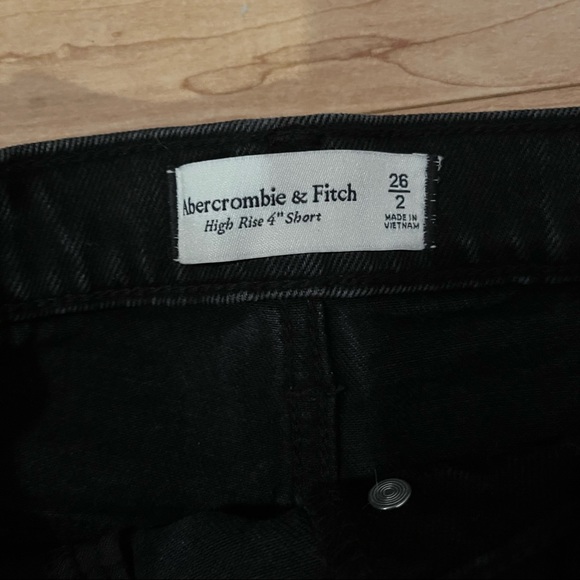 Abercrombie & Fitch
High Rise 4" Short
26
2
MADE IN
VIETNAM